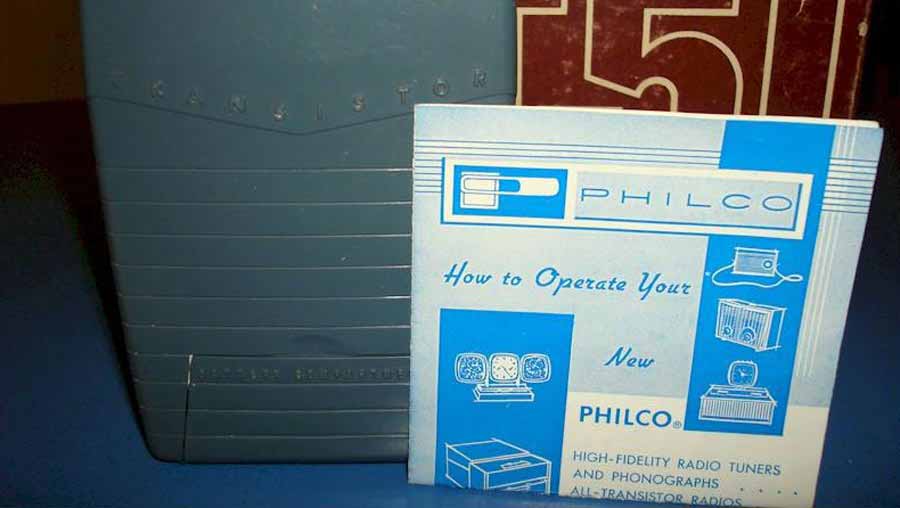 TRANSISTOR
PHILCO
How to Operate Your
New
PHILCO®
HIGH-FIDELITY RADIO TUNERS
AND PHONOGRAPHS
ALL-TRANSISTOR RADIOS